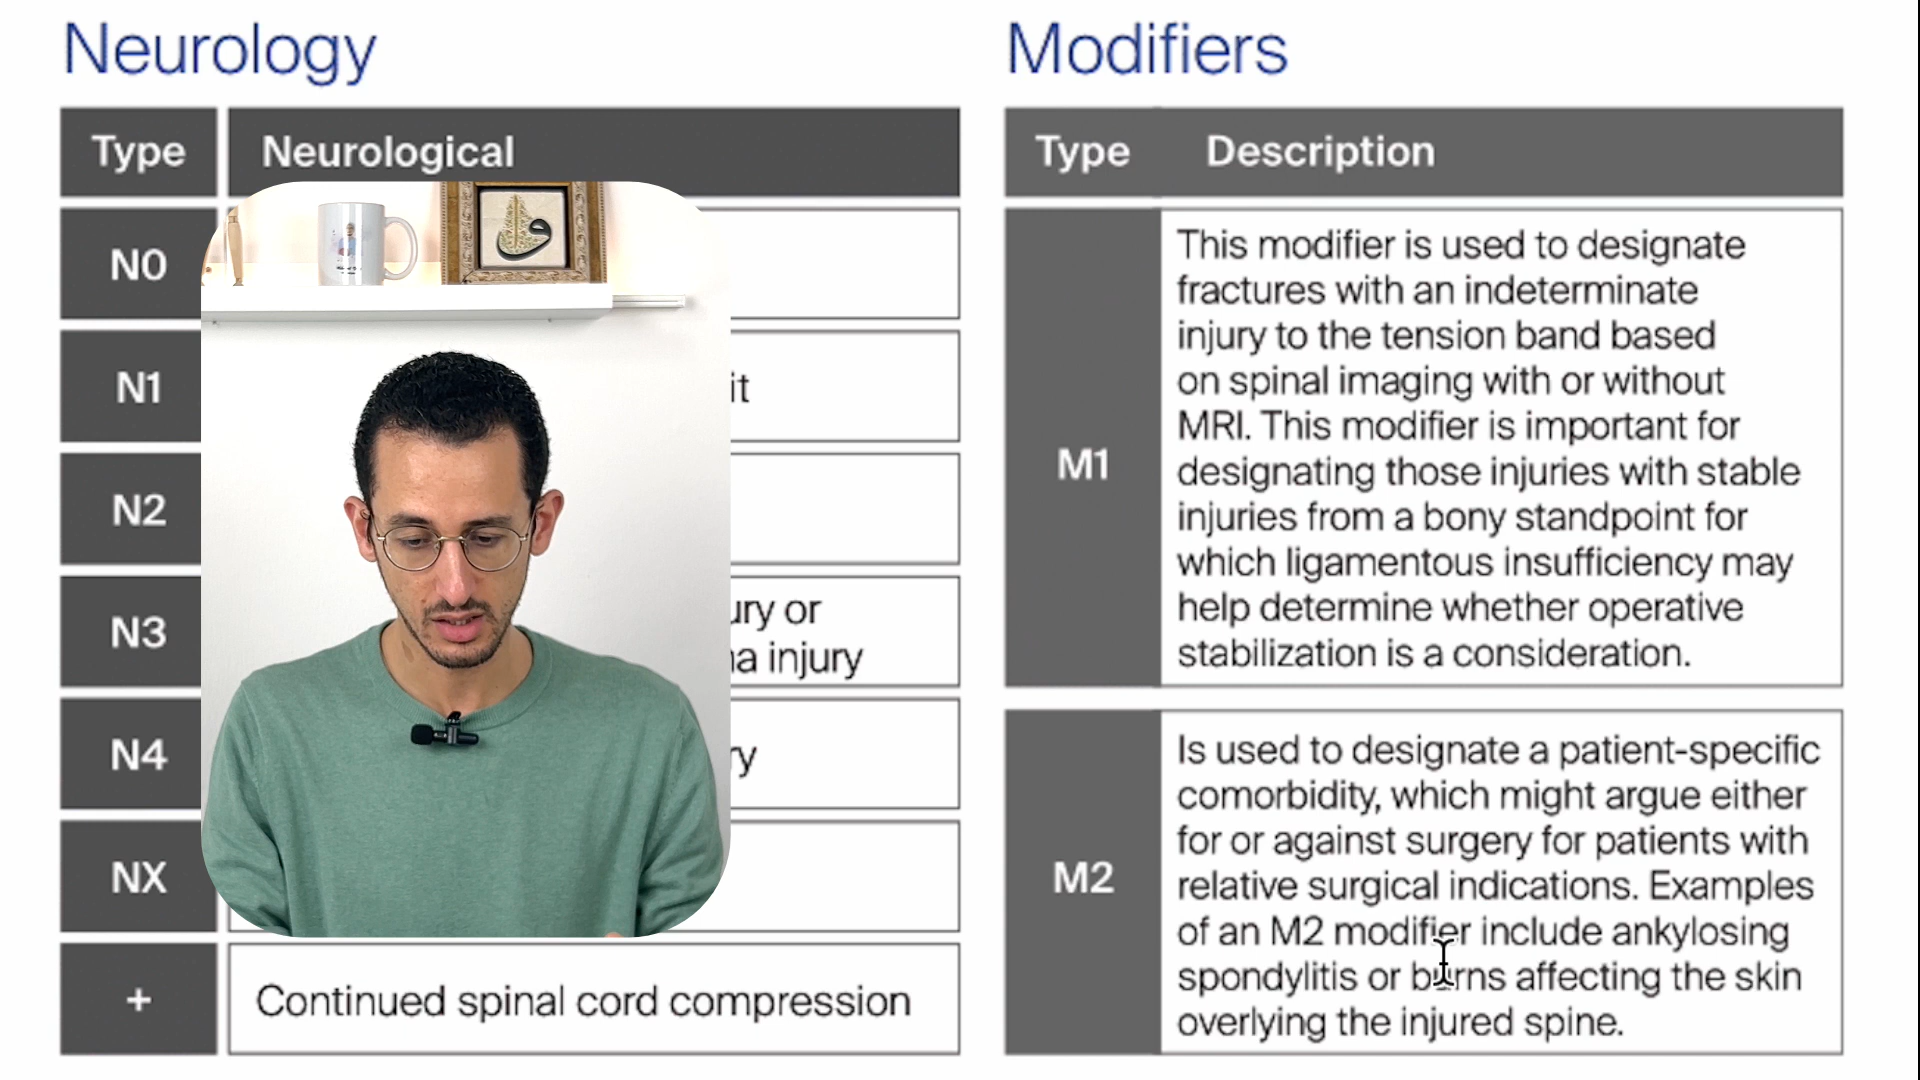 Neurology
Type
Neurological
N0
N1
it
N2
N3
ury or
na injury
N4
ry
NX
+
Continued spinal cord compression
Modifiers
Type
Description
M1
This modifier is used to designate
fractures with an indeterminate
injury to the tension band based
on spinal imaging with or without
MRI. This modifier is important for
designating those injuries with stable
injuries from a bony standpoint for
which ligamentous insufficiency may
help determine whether operative
stabilization is a consideration.
M2
Is used to designate a patient-specific
comorbidity, which might argue either
for or against surgery for patients with
relative surgical indications. Examples
of an M2 modifier include ankylosing
spondylitis or burns affecting the skin
overlying the injured spine.
و